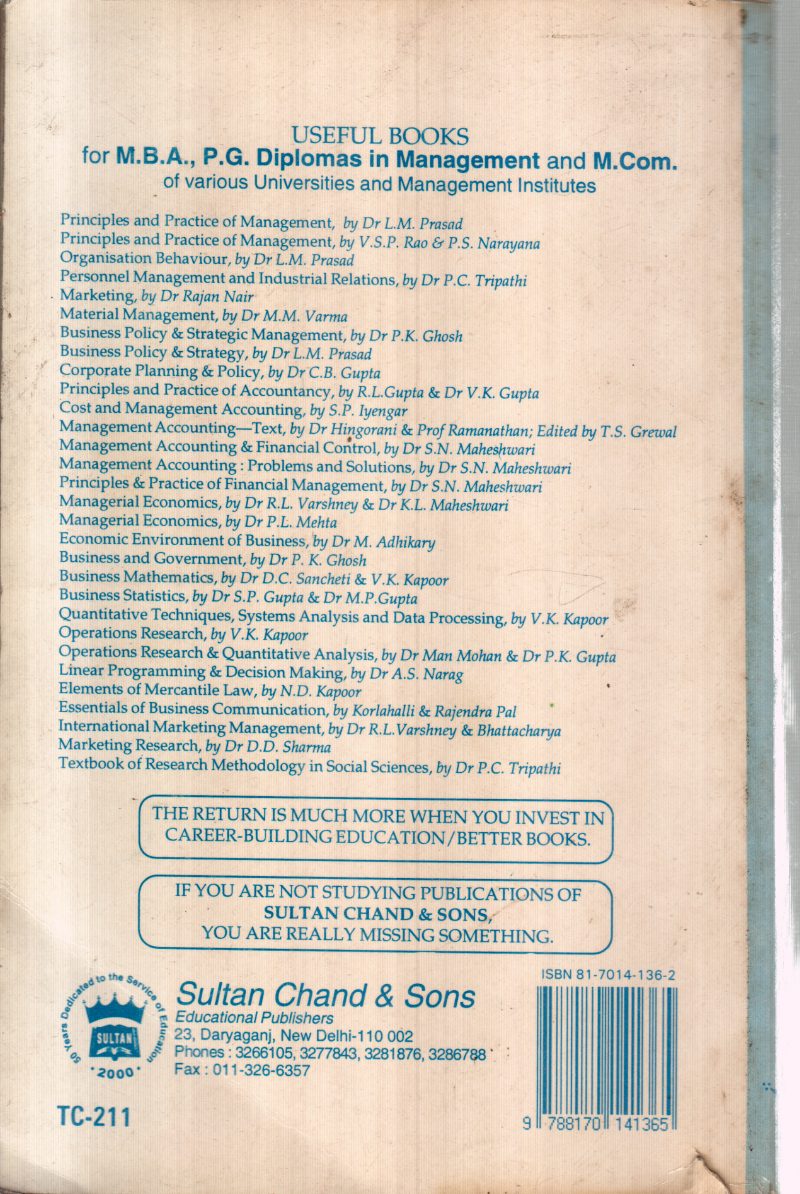 USEFUL BOOKS
for M.B.A., P.G. Diplomas in Management and M.Com.
of various Universities and Management Institutes
Principles and Practice of Management, by Dr L.M. Prasad
Principles and Practice of Management, by V.S.P. Rao & P.S. Narayana
Organisation Behaviour, by Dr L.M. Prasad
Personnel Management and Industrial Relations, by Dr P.C. Tripathi
Marketing, by Dr Rajan Nair
Material Management, by Dr M.M. Varma
Business Policy & Strategic Management, by Dr P.K. Ghosh
Business Policy & Strategy, by Dr L.M. Prasad
Corporate Planning & Policy, by Dr C.B. Gupta
Principles and Practice of Accountancy, by R.L.Gupta & Dr V.K. Gupta
Cost and Management Accounting, by S.P. Iyengar
Management Accounting—Text, by Dr Hingorani & Prof Ramanathan; Edited by T.S. Grewal
Management Accounting & Financial Control, by Dr S.N. Maheshwari
Management Accounting : Problems and Solutions, by Dr S.N. Maheshwari
Principles & Practice of Financial Management, by Dr S.N. Maheshwari
Managerial Economics, by Dr R.L. Varshney & Dr K.L. Maheshwari
Managerial Economics, by Dr P.L. Mehta
Economic Environment of Business, by Dr M. Adhikary
Business and Government, by Dr P. K. Ghosh
Business Mathematics, by Dr D.C. Sancheti & V.K. Kapoor
Business Statistics, by Dr S.P. Gupta & Dr M.P.Gupta
Quantitative Techniques, Systems Analysis and Data Processing, by V.K. Kapoor
Operations Research, by V.K. Kapoor
Operations Research & Quantitative Analysis, by Dr Man Mohan & Dr P.K. Gupta
Linear Programming & Decision Making, by Dr A.S. Narag
Elements of Mercantile Law, by N.D. Kapoor
Essentials of Business Communication, by Korlahalli & Rajendra Pal
International Marketing Management, by Dr R.L.Varshney & Bhattacharya
Marketing Research, by Dr D.D. Sharma
Textbook of Research Methodology in Social Sciences, by Dr P.C. Tripathi
THE RETURN IS MUCH MORE WHEN YOU INVEST IN
CAREER-BUILDING EDUCATION/BETTER BOOKS.
IF YOU ARE NOT STUDYING PUBLICATIONS OF
SULTAN CHAND & SONS,
YOU ARE REALLY MISSING SOMETHING.
50 Years Dedicated to the Service of Education
SULTAN
• 2000 •
Sultan Chand & Sons
Educational Publishers
23, Daryaganj, New Delhi-110 002
Phones : 3266105, 3277843, 3281876, 3286788
Fax : 011-326-6357
TC-211
ISBN 81-7014-136-2
9 788170 141365